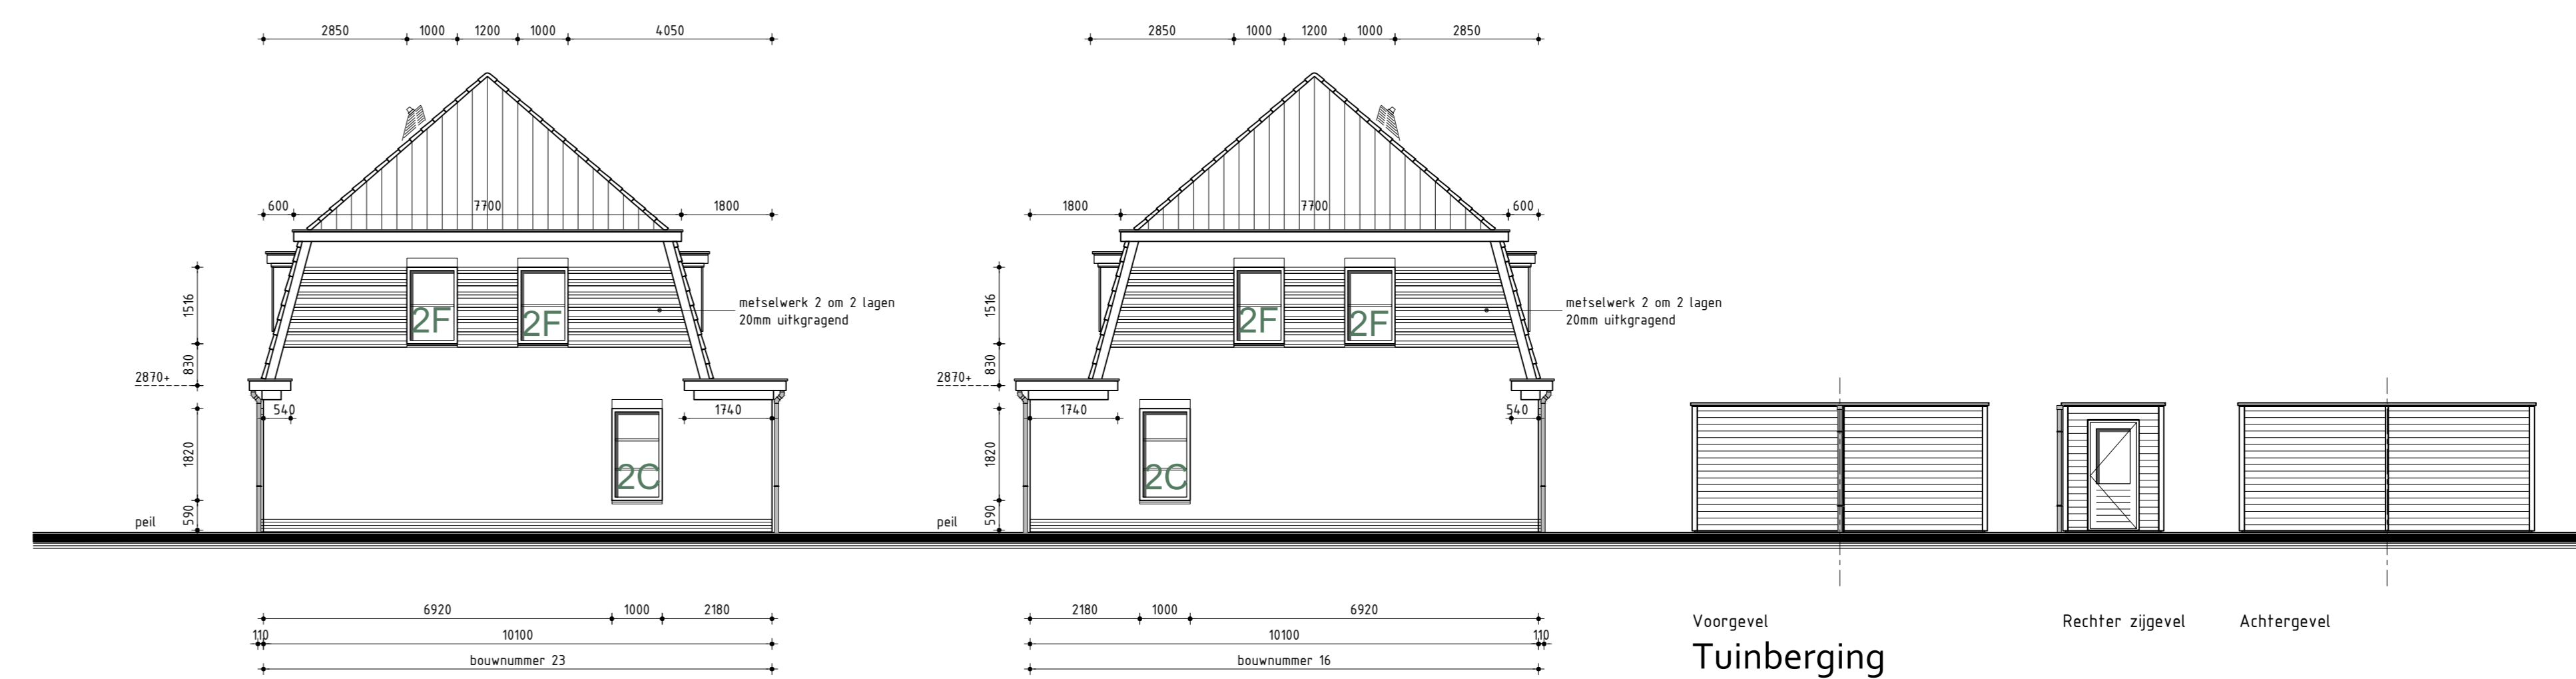 2850 1000 1200 1000 4050
2850 1000 1200 1000 2850
600 7700 1800
1800 7700 600
1516
1516
metselwerk 2 om 2 lagen
20mm uitkgragend
metselwerk 2 om 2 lagen
20mm uitkgragend
2F 2F
2F 2F
830
830
2870+
2870+
540 1740
1740 540
1820
1820
2C
2C
590
590
peil
peil
6920 1000 2180
2180 1000 6920
110 10100
10100 110
bouwnummer 23
bouwnummer 16
Voorgevel
Rechter zijgevel
Achtergevel
Tuinberging